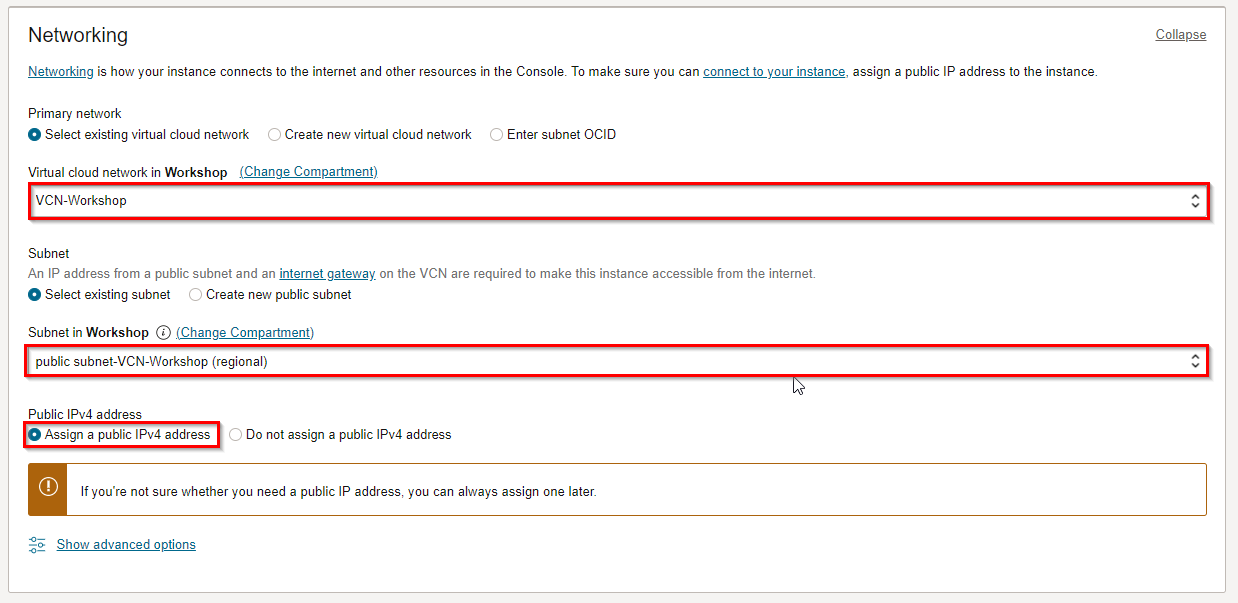 Networking
Collapse
Networking is how your instance connects to the internet and other resources in the Console. To make sure you can connect to your instance, assign a public IP address to the instance.
Primary network
Select existing virtual cloud network Create new virtual cloud network Enter subnet OCID
Virtual cloud network in Workshop (Change Compartment)
VCN-Workshop
Subnet
An IP address from a public subnet and an internet gateway on the VCN are required to make this instance accessible from the internet.
Select existing subnet Create new public subnet
Subnet in Workshop i (Change Compartment)
public subnet-VCN-Workshop (regional)
Public IPv4 address
Assign a public IPv4 address Do not assign a public IPv4 address
If you're not sure whether you need a public IP address, you can always assign one later.
Show advanced options